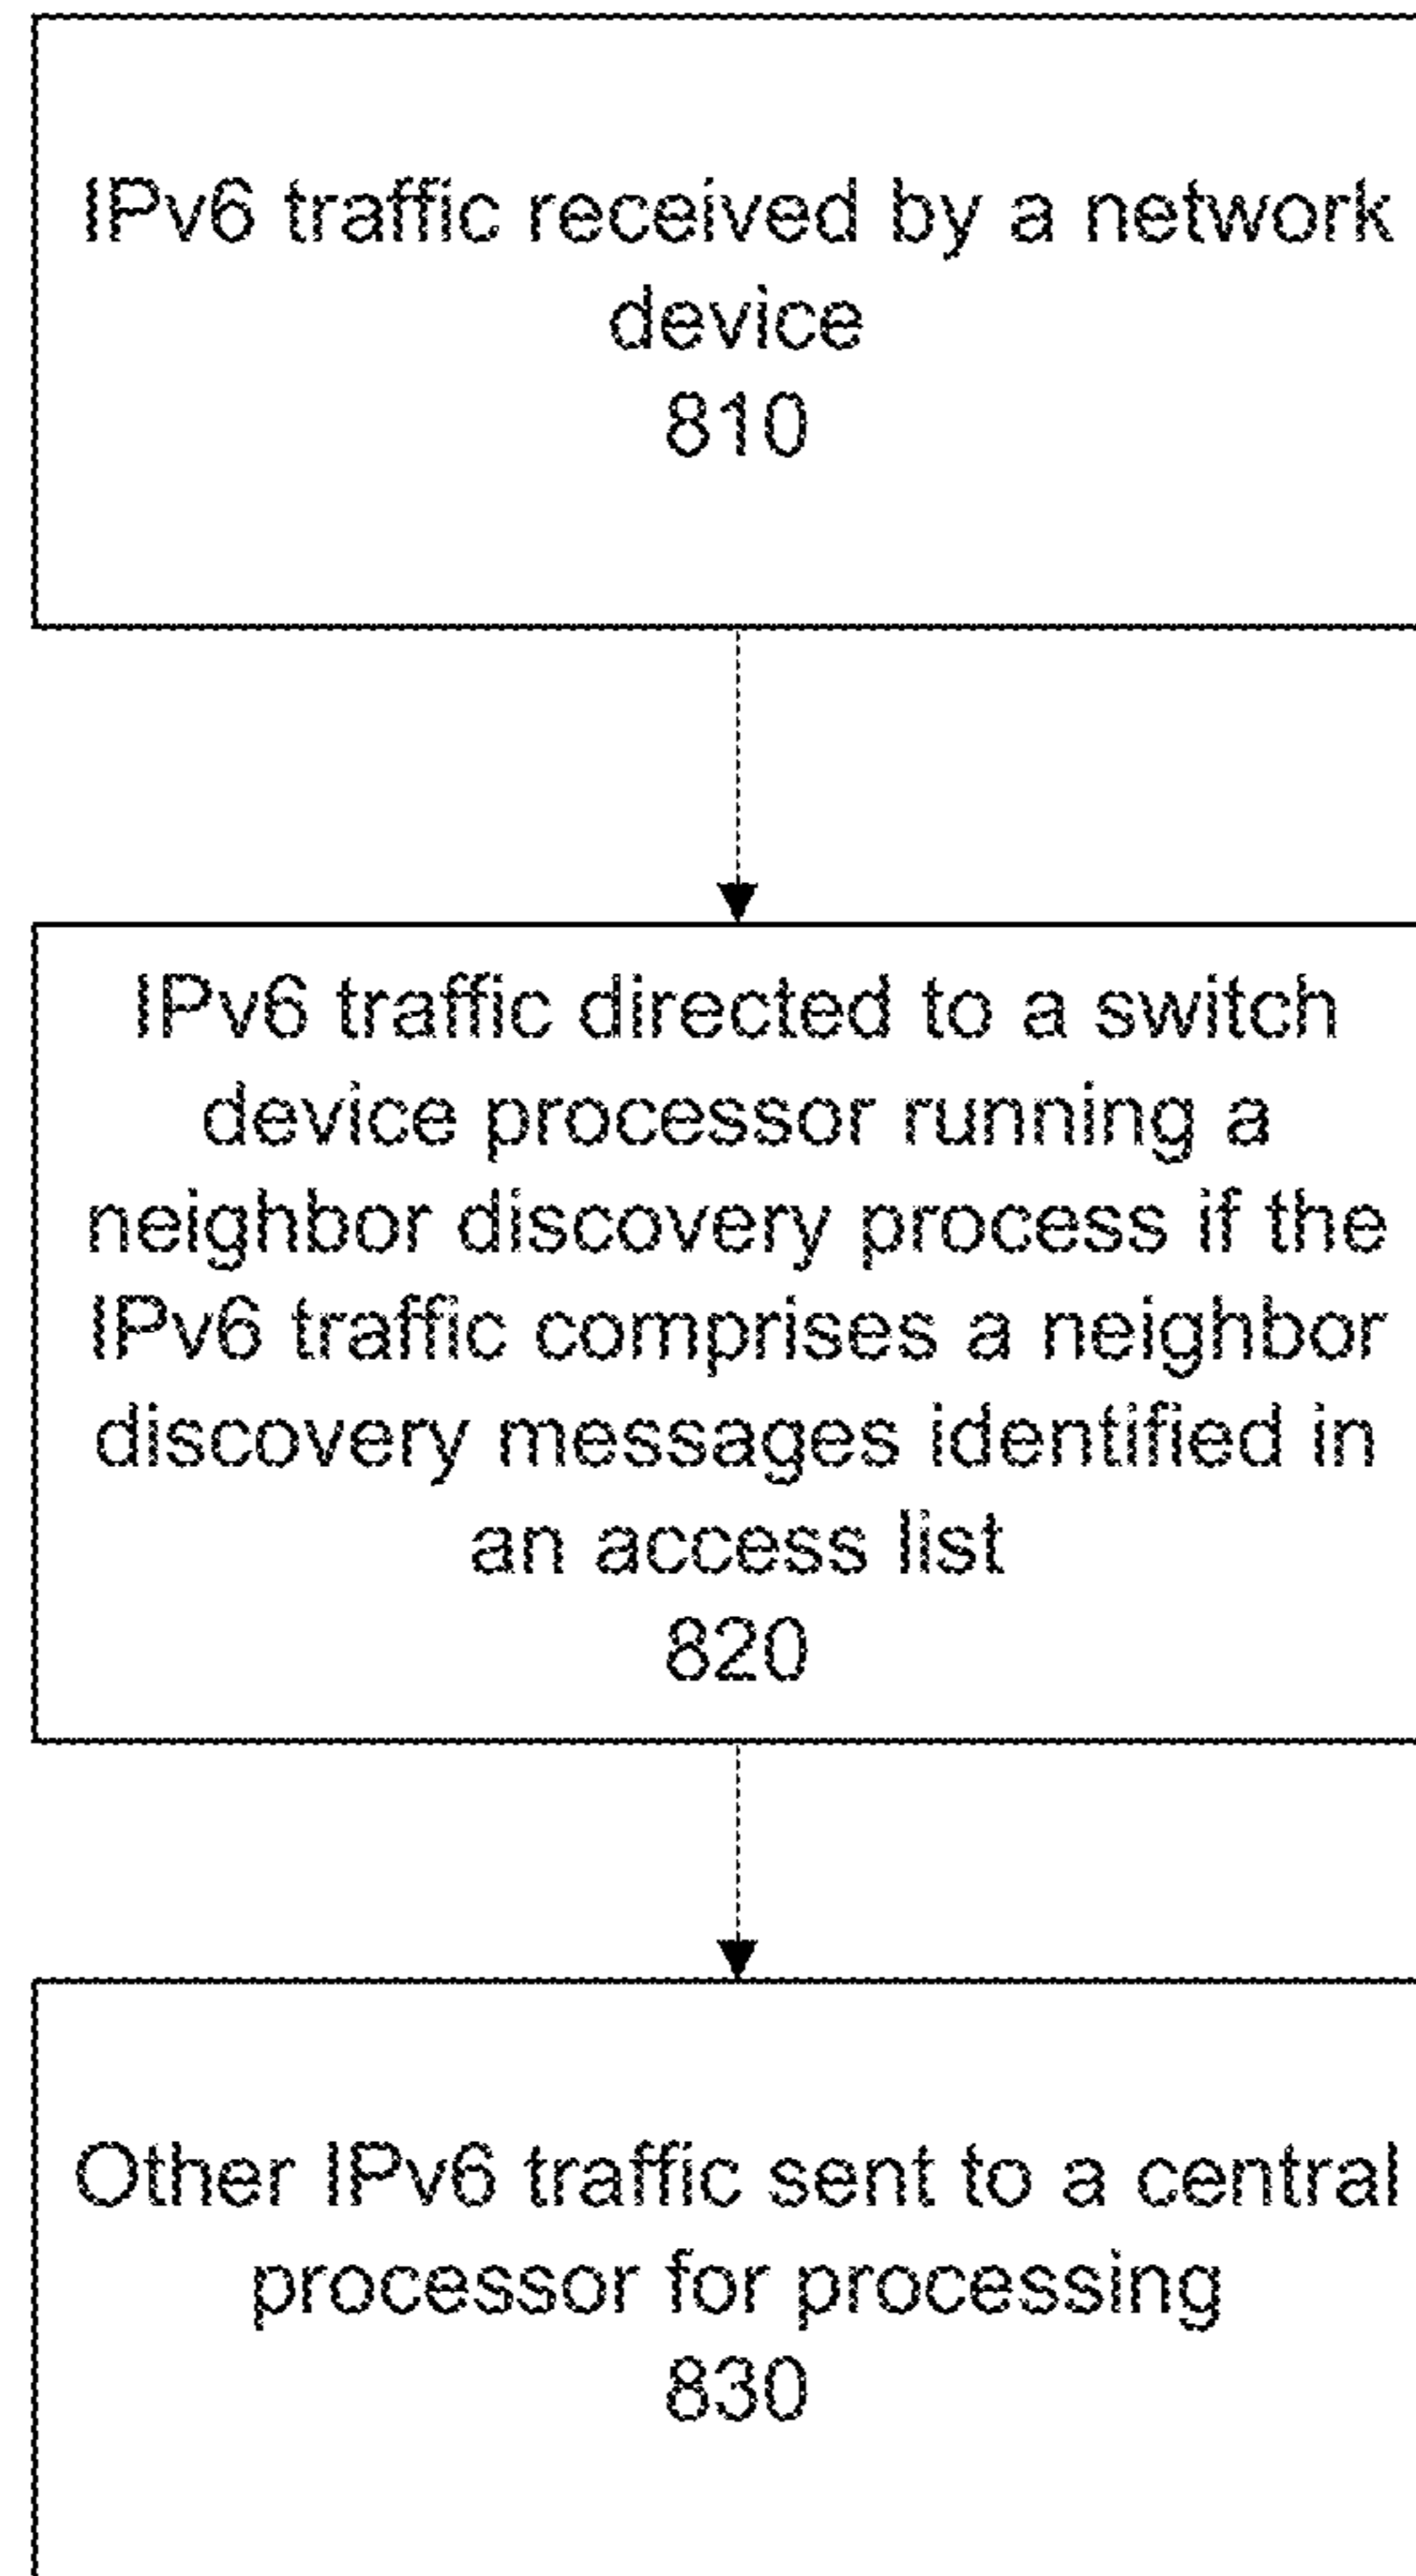 IPv6 traffic received by a network
device
810
IPv6 traffic directed to a switch
device processor running a
neighbor discovery process if the
IPv6 traffic comprises a neighbor
discovery messages identified in
an access list
820
Other IPv6 traffic sent to a central
processor for processing
830